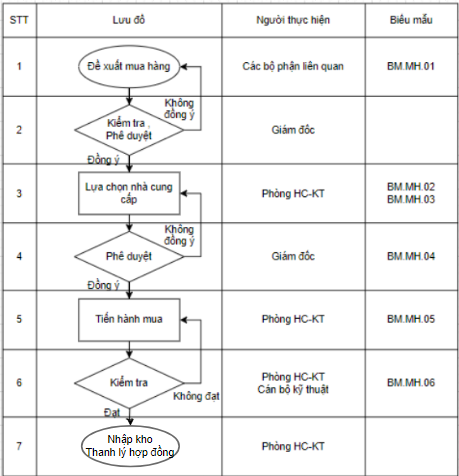 STT Lưu đồ Người thực hiện Biểu mẫu
1 Đề xuất mua hàng Các bộ phận liên quan BM.MH.01
Không
đồng ý
2 Kiểm tra , Giám đốc
Phê duyệt
Đồng ý
3 Lựa chọn nhà cung Phòng HC-KT BM.MH.02
cấp BM.MH.03
Không
đồng ý
4 Phê duyệt Giám đốc BM.MH.04
Đồng ý
5 Tiến hành mua Phòng HC-KT BM.MH.05
6 Kiểm tra Phòng HC-KT BM.MH.06
Cán bộ kỹ thuật
Không đạt
Đạt
7 Nhập kho Phòng HC-KT
Thanh lý hợp đồng